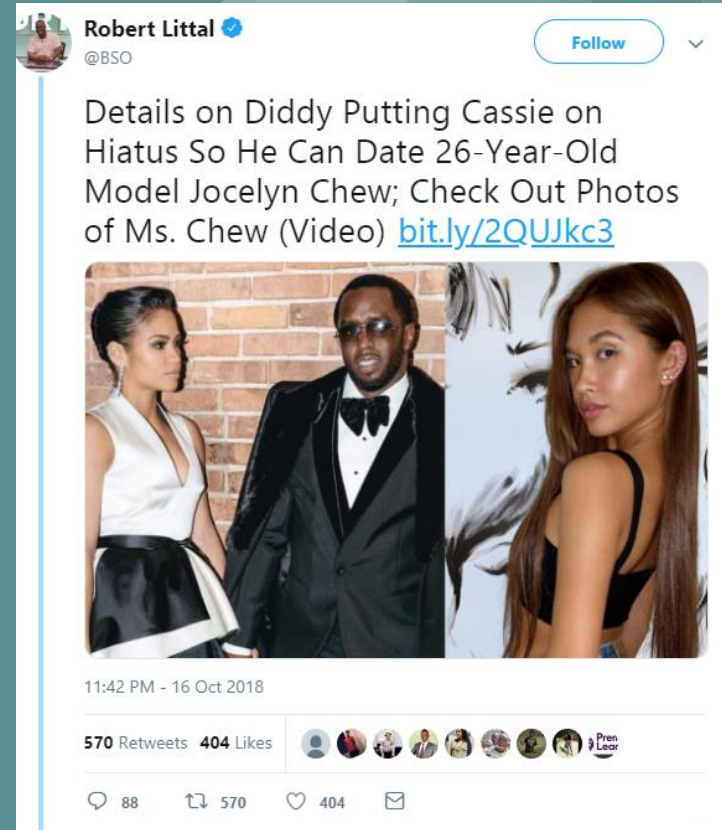 Robert Littal
@BSO
Follow
Details on Diddy Putting Cassie on
Hiatus So He Can Date 26-Year-Old
Model Jocelyn Chew; Check Out Photos
of Ms. Chew (Video) bit.ly/2QUJkc3
11:42 PM - 16 Oct 2018
570 Retweets 404 Likes
Pren
Lear
88 570 404